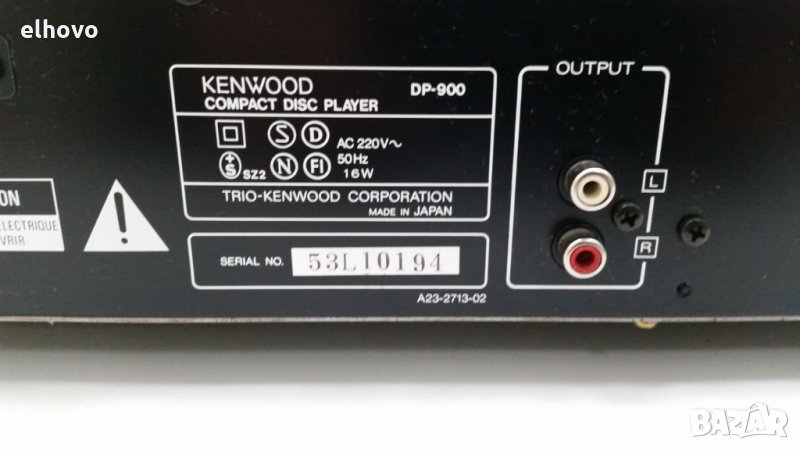 elhovo
KENWOOD DP-900
COMPACT DISC PLAYER
S D AC 220V~
S SZ2 N FI 50Hz
16W
TRIO-KENWOOD CORPORATION
MADE IN JAPAN
SERIAL NO. 53L10194
A23-2713-02
OUTPUT
L
R
ON
ELECTRIQUE
VRIR
BAZAR